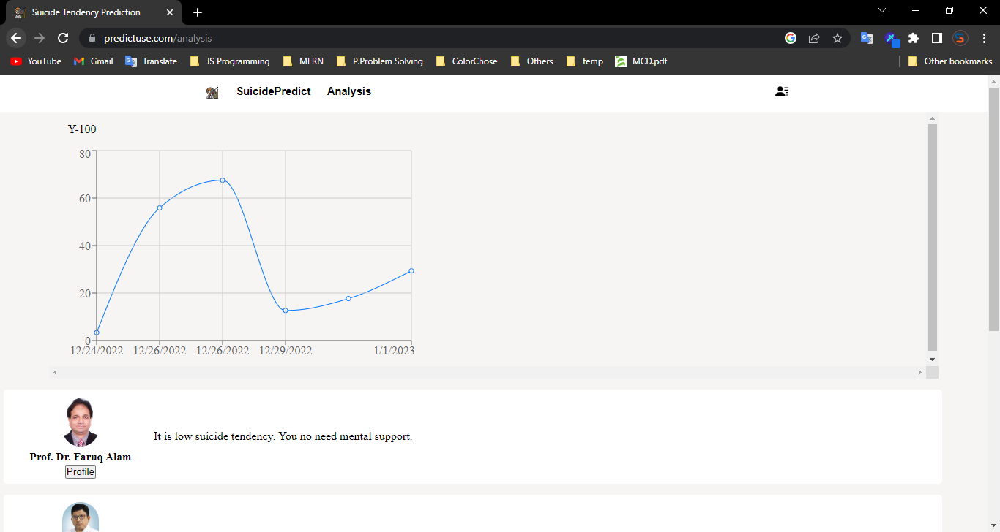 Suicide Tendency Prediction
predictuse.com/analysis
YouTube Gmail Translate JS Programming MERN P.Problem Solving ColorChose Others temp MCD.pdf Other bookmarks
SuicidePredict Analysis
Y-100
80
60
40
20
0
12/24/2022 12/26/2022 12/26/2022 12/29/2022 1/1/2023
It is low suicide tendency. You no need mental support.
Prof. Dr. Faruq Alam
Profile